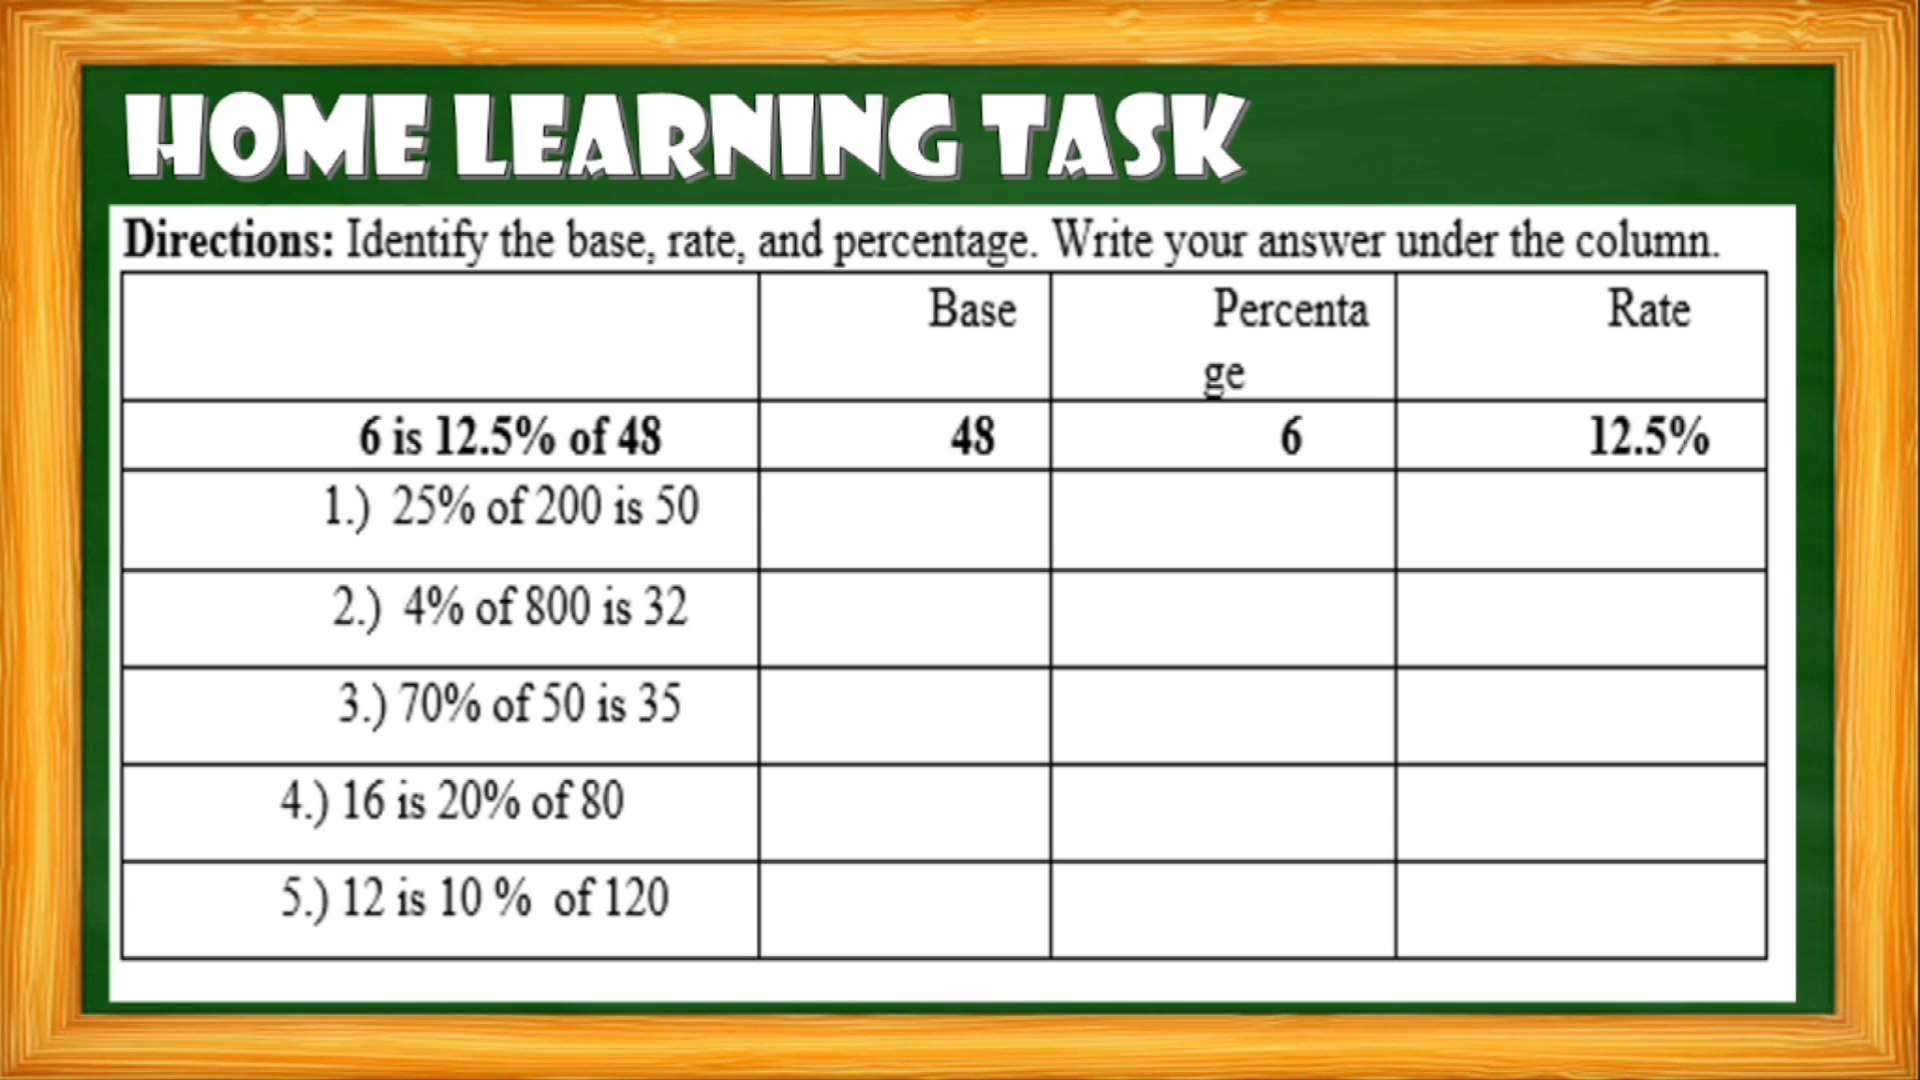 HOME LEARNING TASK
Directions: Identify the base, rate, and percentage. Write your answer under the column.
Base Percenta Rate
ge
6 is 12.5% of 48 48 6 12.5%
1.) 25% of 200 is 50
2.) 4% of 800 is 32
3.) 70% of 50 is 35
4.) 16 is 20% of 80
5.) 12 is 10 % of 120